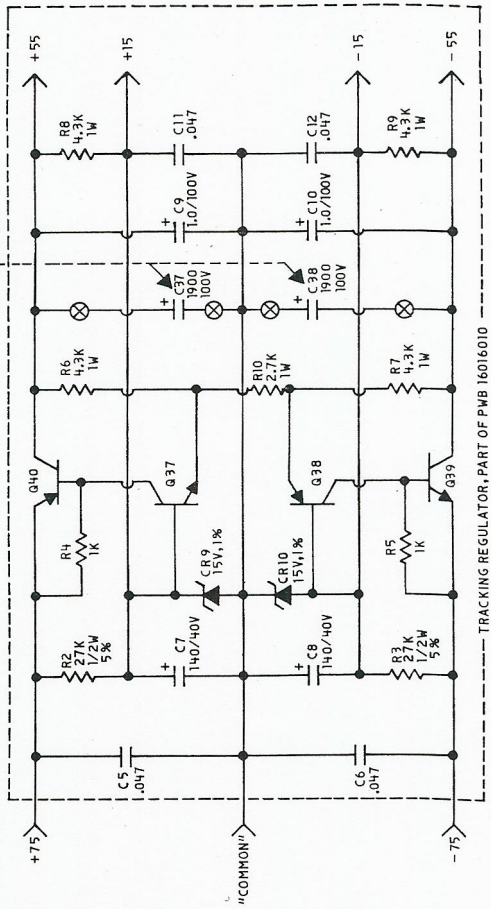 +75
"COMMON"
-75
C5
.047
C6
.047
R2
27K
1/2W
5%
C7
+
140/40V
C8
+
140/40V
R3
27K
1/2W
5%
R4
1K
CR9
15V,1%
CR10
15V,1%
R5
1K
Q40
Q37
Q38
Q39
R6
4.3K
1W
R10
2.7K
1W
R7
4.3K
1W
+
C37
1900
100V
+
C38
1900
100V
+
C9
1.0/100V
+
C10
1.0/100V
R8
4.3K
1W
C11
.047
C12
.047
R9
4.3K
1W
+55
+15
-15
-55
TRACKING REGULATOR, PART OF PWB 16016010